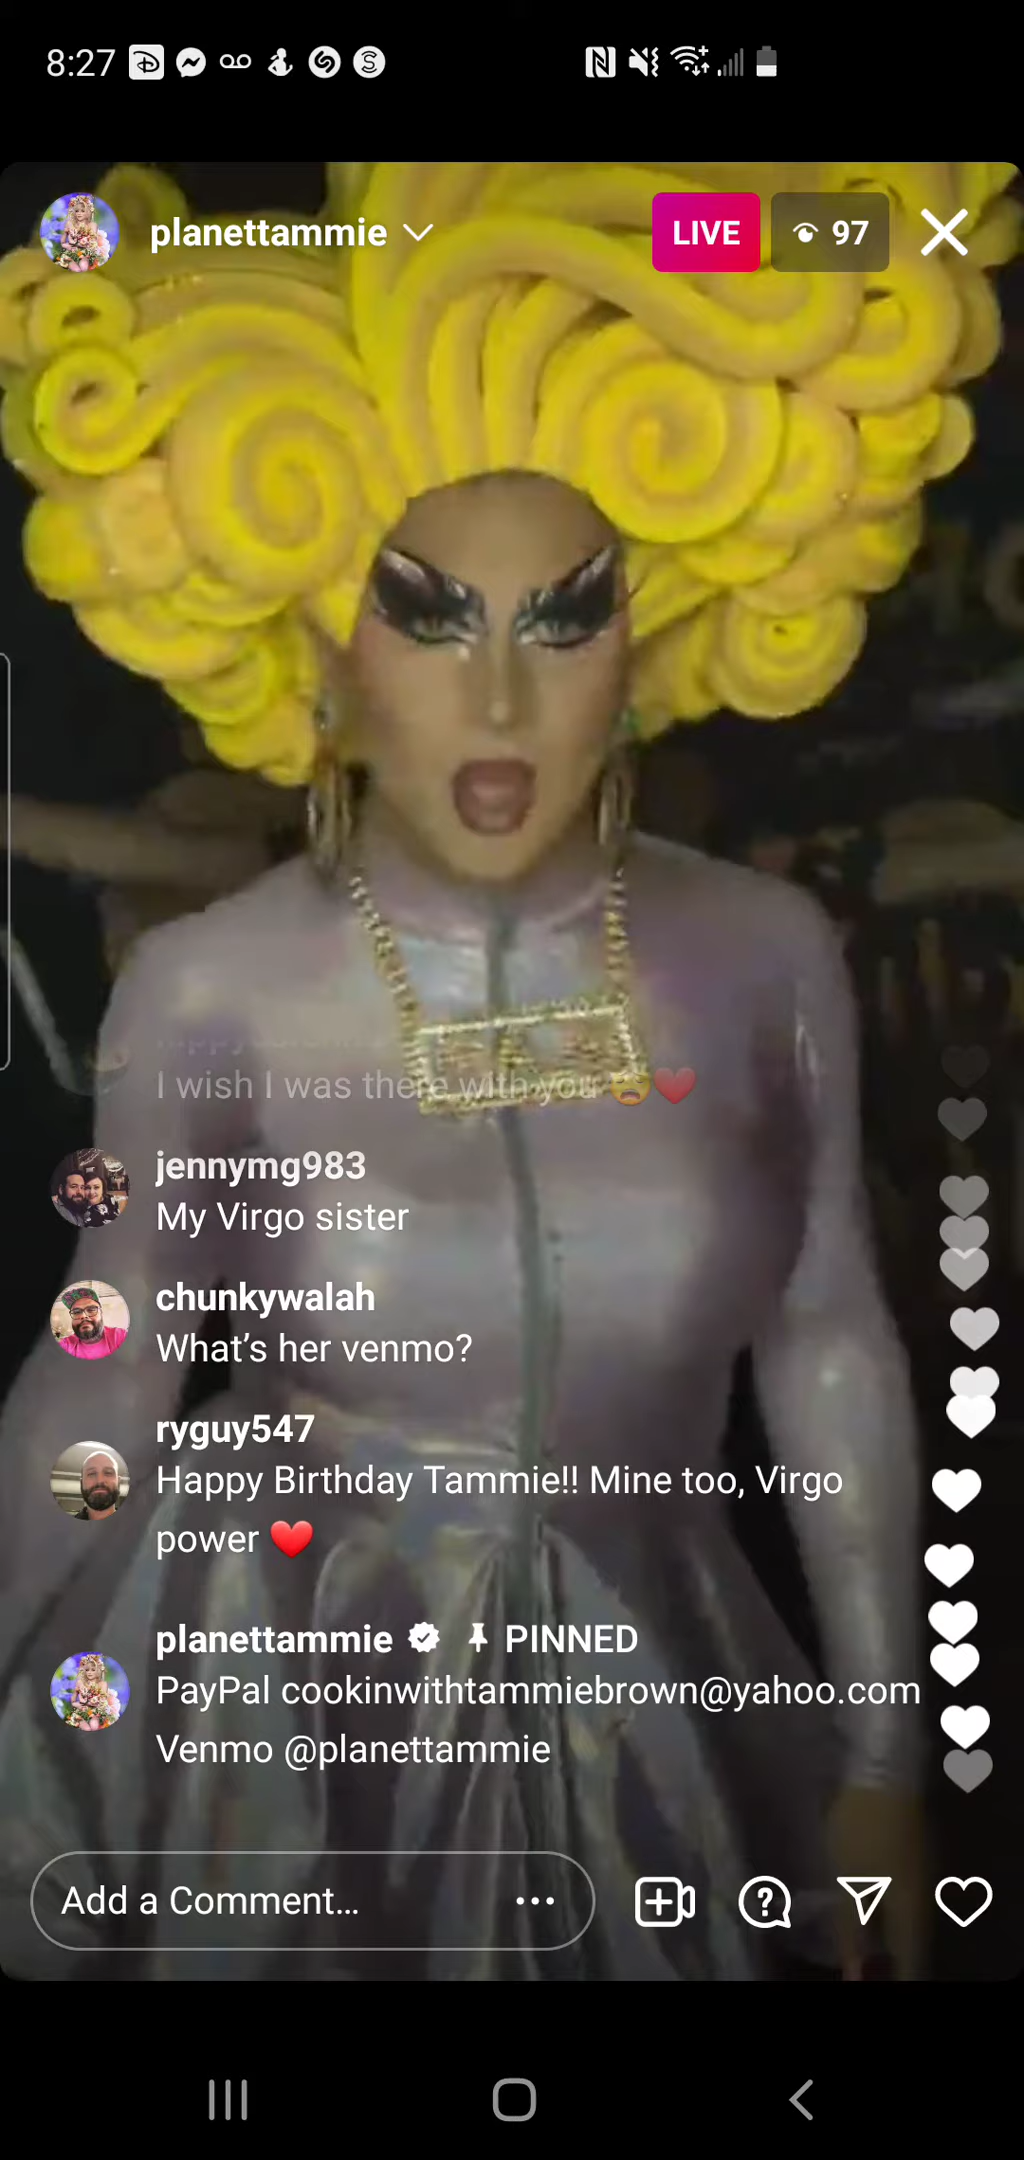 8:27
planettammie
LIVE
97
I wish I was there with you 😩❤️
jennymg983
My Virgo sister
chunkywalah
What’s her venmo?
ryguy547
Happy Birthday Tammie!! Mine too, Virgo
power ❤️
planettammie PINNED
PayPal cookinwithtammiebrown@yahoo.com
Venmo @planettammie
Add a Comment...